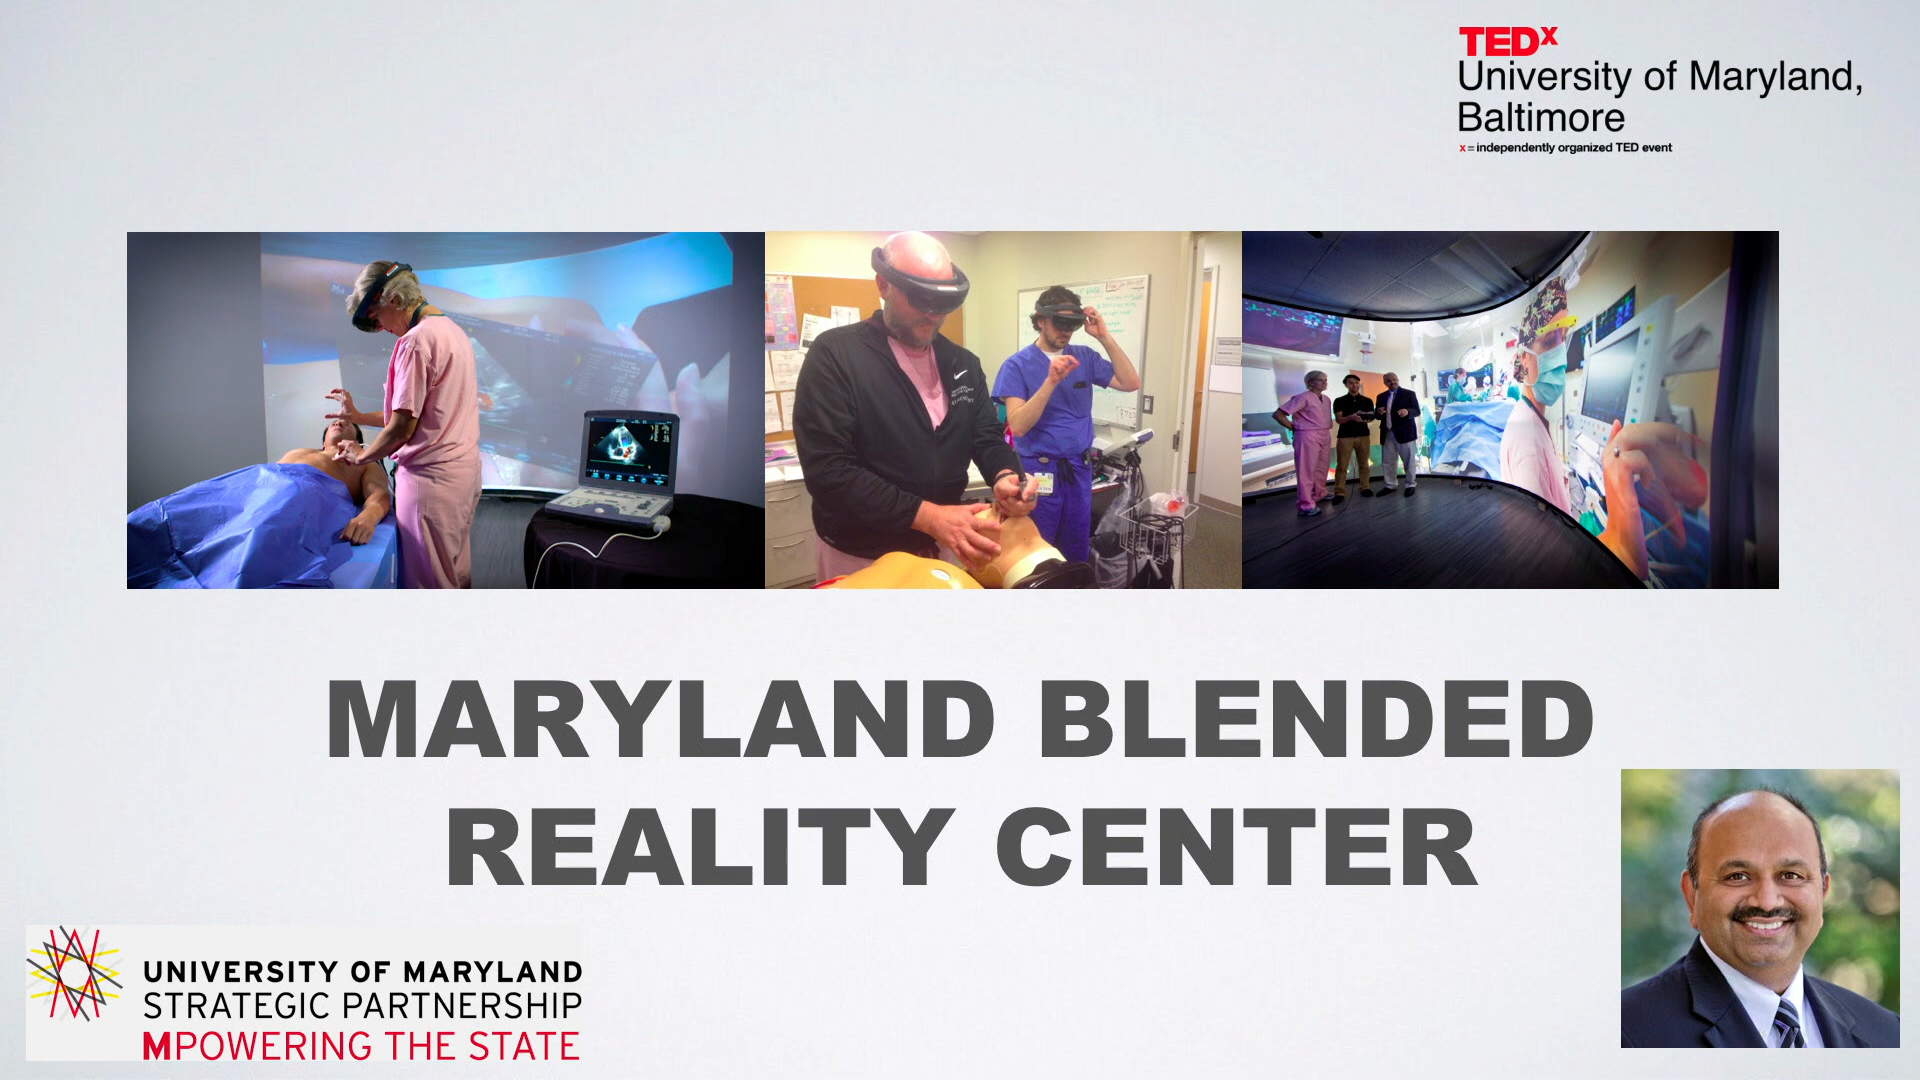 TEDx
University of Maryland,
Baltimore
x = independently organized TED event
MARYLAND BLENDED
REALITY CENTER
UNIVERSITY OF MARYLAND
STRATEGIC PARTNERSHIP
MPOWERING THE STATE